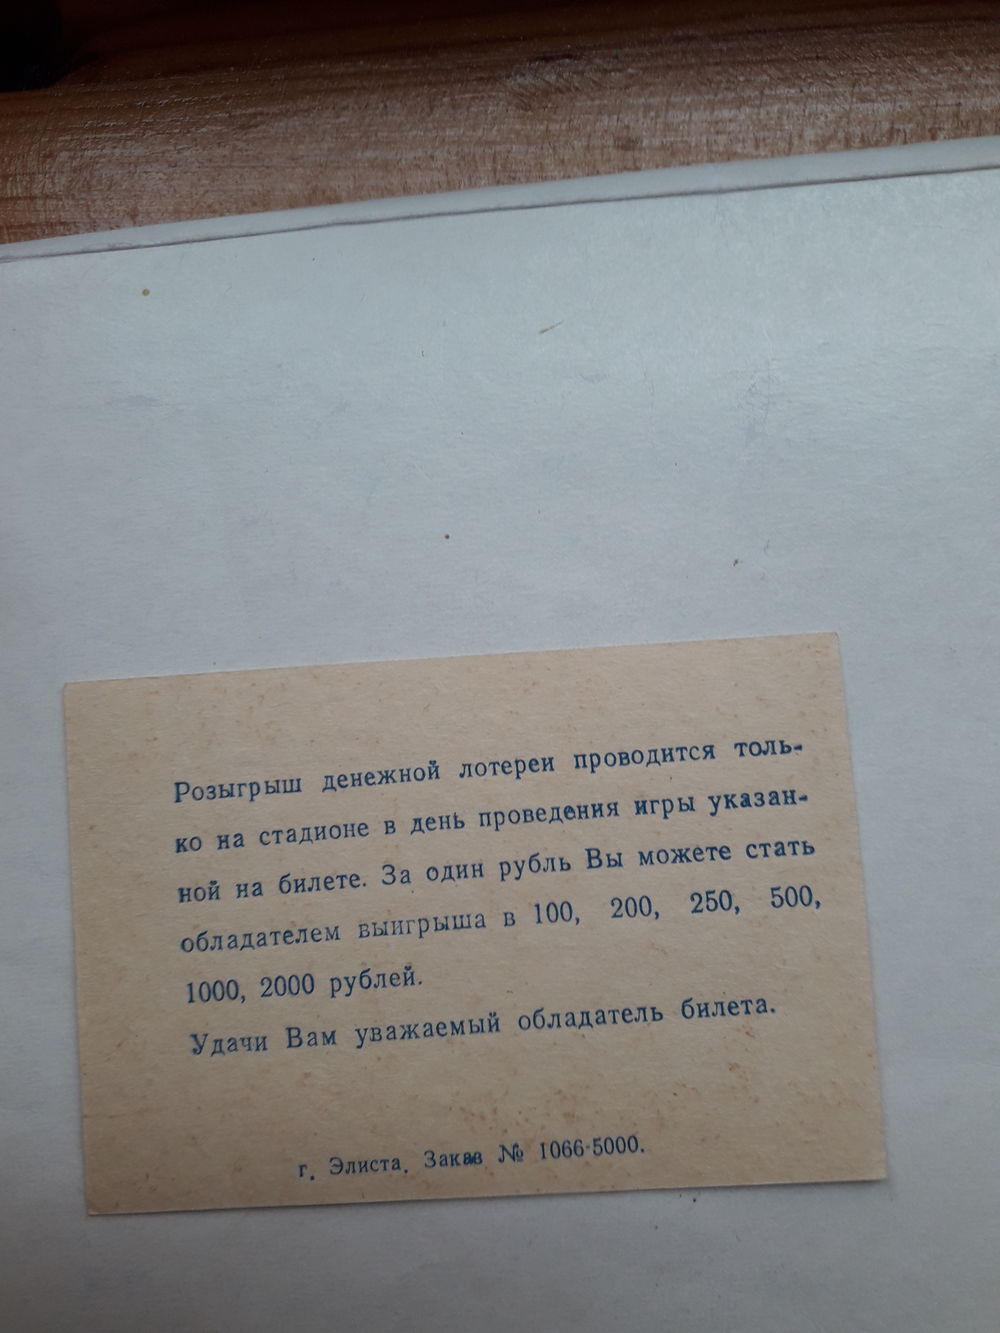 Розыгрыш денежной лотереи проводится толь-
ко на стадионе в день проведения игры указан-
ной на билете. За один рубль Вы можете стать
обладателем выигрыша в 100, 200, 250, 500,
1000, 2000 рублей.
Удачи Вам уважаемый обладатель билета.
г. Элиста. Заказ № 1066-5000.